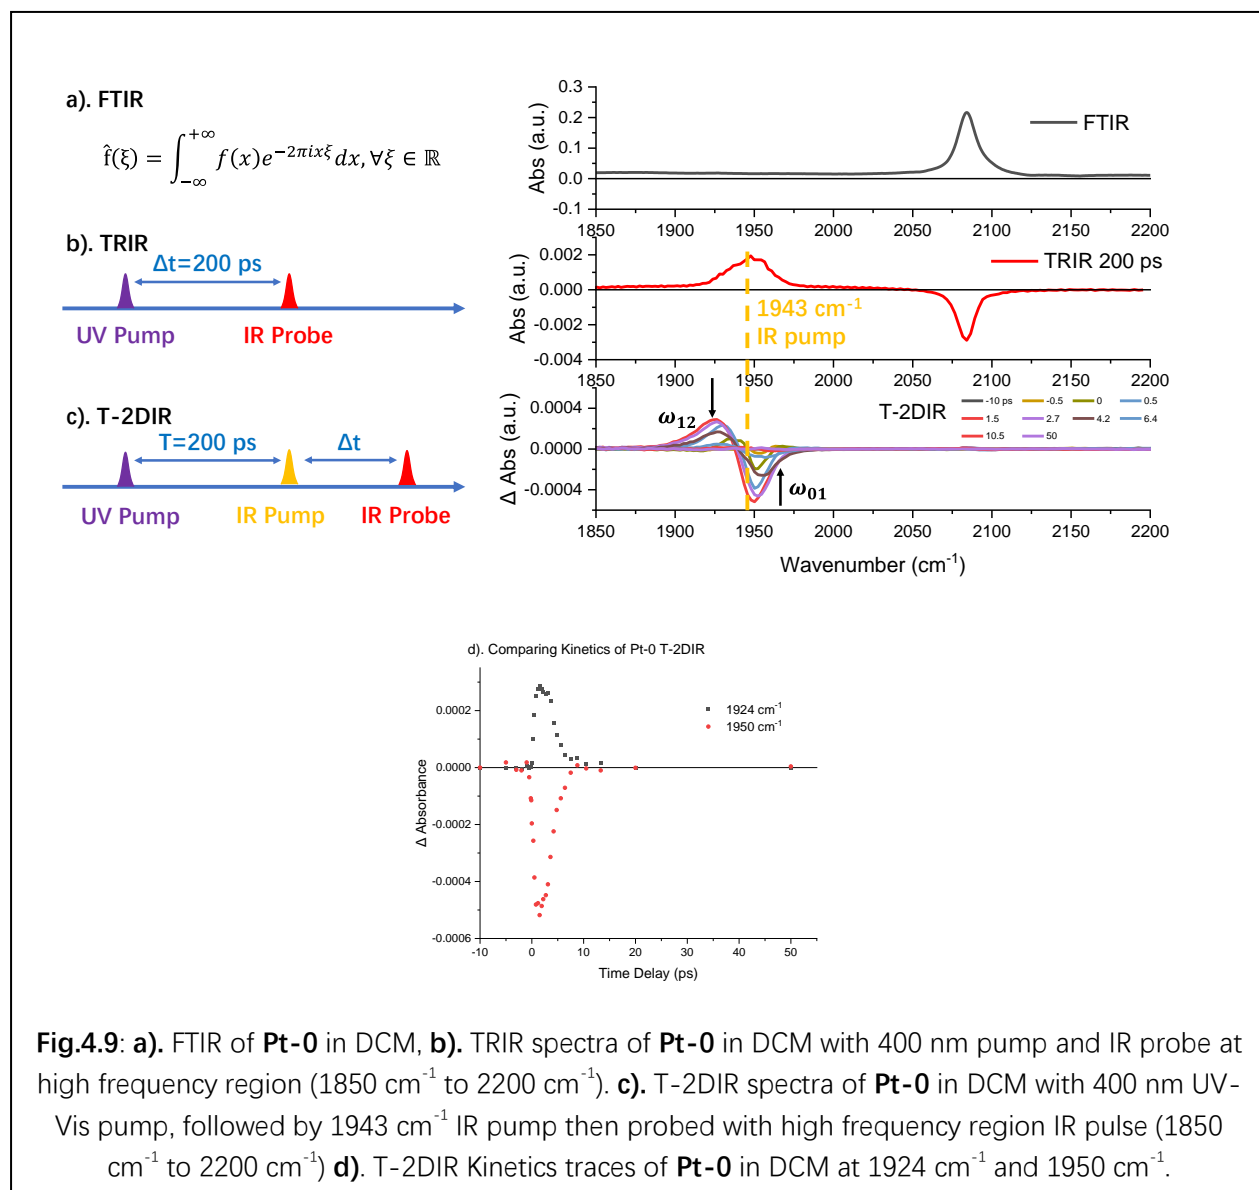 a). FTIR
f̂(ξ) = ∫_{-∞}^{+∞} f(x)e^{-2πixξ}dx, ∀ξ ∈ ℝ
Abs (a.u.)
0.3
0.2
0.1
0.0
-0.1
FTIR
1850 1900 1950 2000 2050 2100 2150 2200
b). TRIR
Δt=200 ps
UV Pump
IR Probe
Abs (a.u.)
0.002
0.000
-0.002
-0.004
TRIR 200 ps
1943 cm⁻¹
IR pump
1850 1900 1950 2000 2050 2100 2150 2200
c). T-2DIR
T=200 ps
Δt
UV Pump
IR Pump
IR Probe
Δ Abs (a.u.)
0.0004
0.0000
-0.0004
ω₁₂
ω₀₁
T-2DIR
-10 ps -0.5 0 0.5
1.5 2.7 4.2 6.4
10.5 50
1850 1900 1950 2000 2050 2100 2150 2200
Wavenumber (cm⁻¹)
d). Comparing Kinetics of Pt-0 T-2DIR
1924 cm⁻¹
1950 cm⁻¹
Δ Absorbance
0.0002
0.0000
-0.0002
-0.0004
-0.0006
-10 0 10 20 30 40 50
Time Delay (ps)
Fig.4.9: a). FTIR of Pt-0 in DCM, b). TRIR spectra of Pt-0 in DCM with 400 nm pump and IR probe at
high frequency region (1850 cm⁻¹ to 2200 cm⁻¹). c). T-2DIR spectra of Pt-0 in DCM with 400 nm UV-
Vis pump, followed by 1943 cm⁻¹ IR pump then probed with high frequency region IR pulse (1850
cm⁻¹ to 2200 cm⁻¹) d). T-2DIR Kinetics traces of Pt-0 in DCM at 1924 cm⁻¹ and 1950 cm⁻¹.